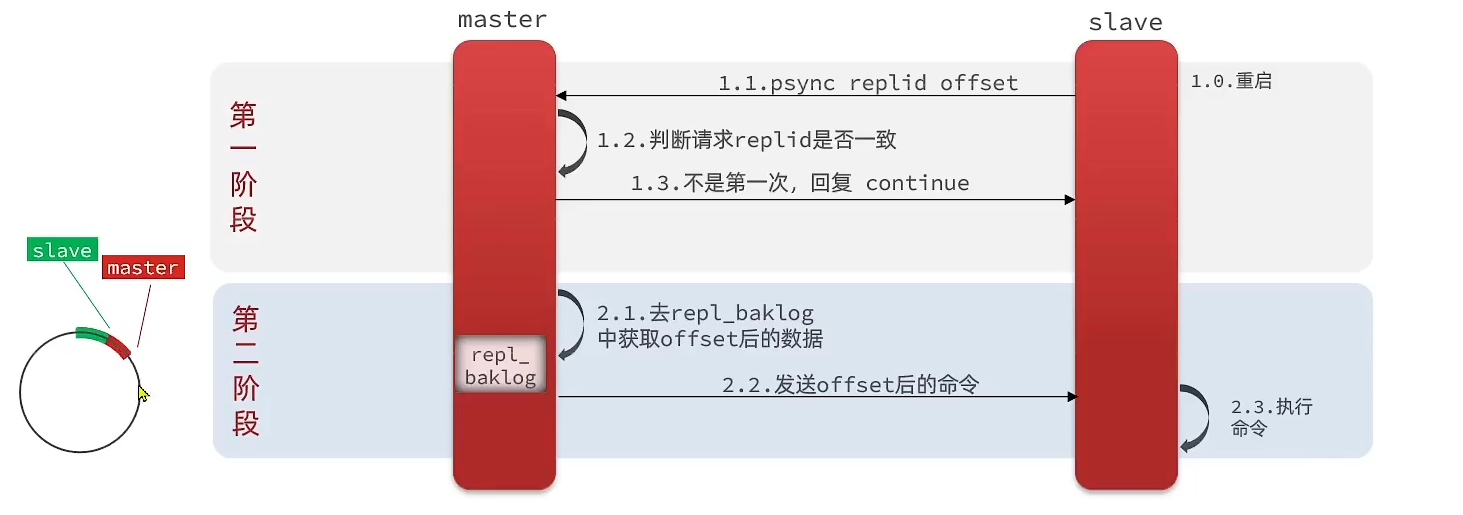 master
slave
第一阶段
1.0.重启
1.1.psync replid offset
1.2.判断请求replid是否一致
1.3.不是第一次，回复 continue
slave
master
第二阶段
2.1.去repl_baklog
中获取offset后的数据
repl_
baklog
2.2.发送offset后的命令
2.3.执行
命令